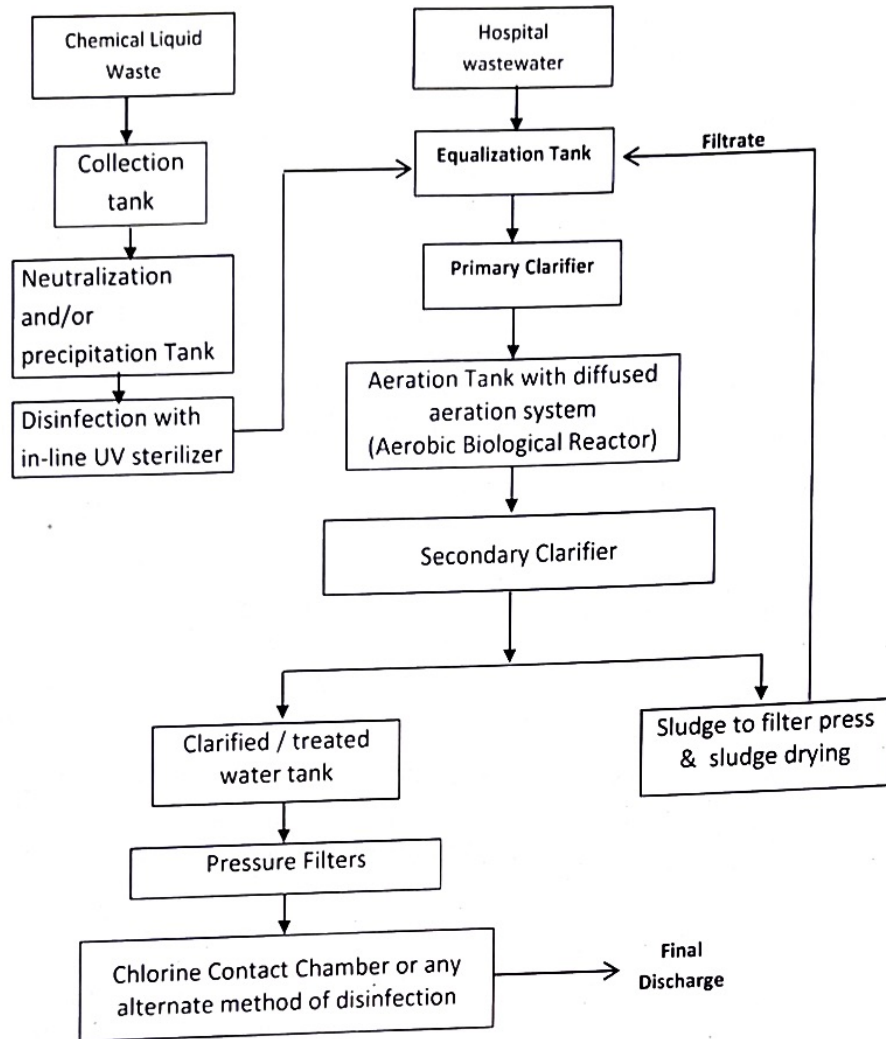 Chemical Liquid
Waste
Hospital
wastewater
Collection
tank
Equalization Tank
Filtrate
Neutralization
and/or
precipitation Tank
Primary Clarifier
Disinfection with
in-line UV sterilizer
Aeration Tank with diffused
aeration system
(Aerobic Biological Reactor)
Secondary Clarifier
Clarified / treated
water tank
Sludge to filter press
& sludge drying
Pressure Filters
Chlorine Contact Chamber or any
alternate method of disinfection
Final
Discharge